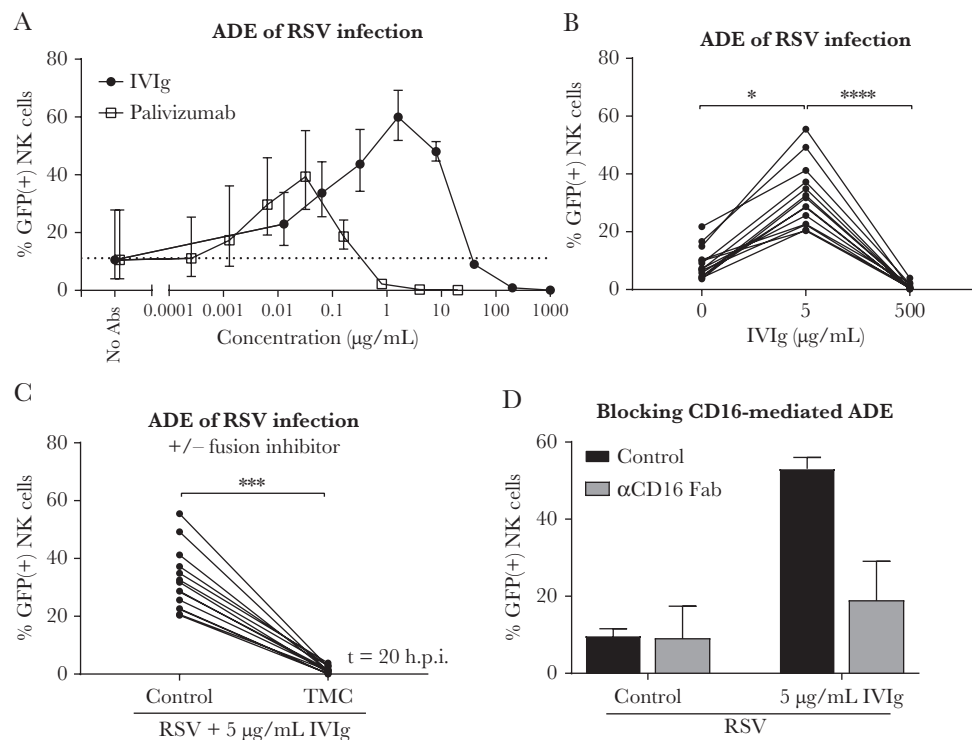 A
ADE of RSV infection
% GFP(+) NK cells
80
60
40
20
0
IVIg
Palivizumab
No Abs
0.0001 0.001 0.01 0.1 1 10 100 1000
Concentration (µg/mL)
B
ADE of RSV infection
% GFP(+) NK cells
80
60
40
20
0
* ****
0 5 500
IVIg (µg/mL)
C
ADE of RSV infection
+/– fusion inhibitor
% GFP(+) NK cells
80
60
40
20
0
***
t = 20 h.p.i.
Control TMC
RSV + 5 µg/mL IVIg
D
Blocking CD16-mediated ADE
% GFP(+) NK cells
60
40
20
0
Control
αCD16 Fab
Control 5 µg/mL IVIg
RSV